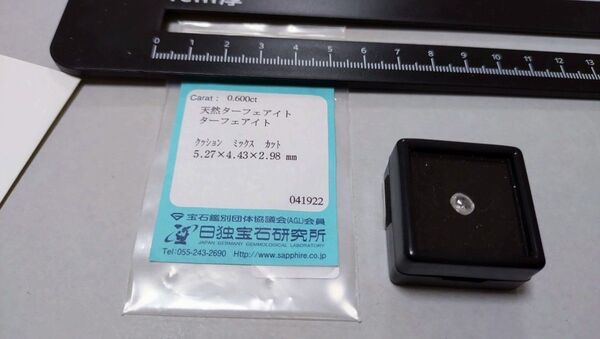 0 1 2 3 4 5 6 7 8 9 10 11 12 13
Carat : 0.600ct
天然ターフェアイト
ターフェアイト
ｸｯｼｮﾝ ﾐｯｸｽ ｶｯﾄ
5.27×4.43×2.98 mm
041922
宝石鑑別団体協議会(AGL)会員
日独宝石研究所
JAPAN GERMANY GEMMOLOGICAL LABORATORY
Tel:055-243-2690 Http://www.sapphire.co.jp